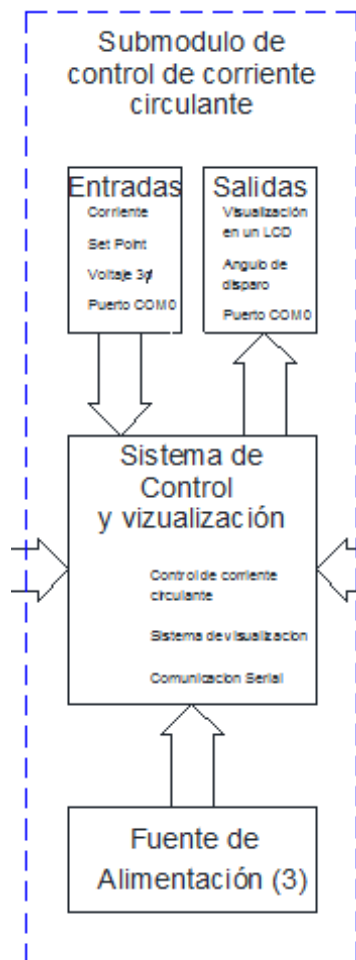 Submodulo de
control de corriente
circulante
Entradas
Corriente
Set Point
Voltaje 3φ
Puerto COM0
Salidas
Visualización
en un LCD
Angulo de
disparo
Puerto COM0
Sistema de
Control
y vizualización
Control de corriente
circulante
Sistema de visualizacion
Comunicacion Serial
Fuente de
Alimentación (3)